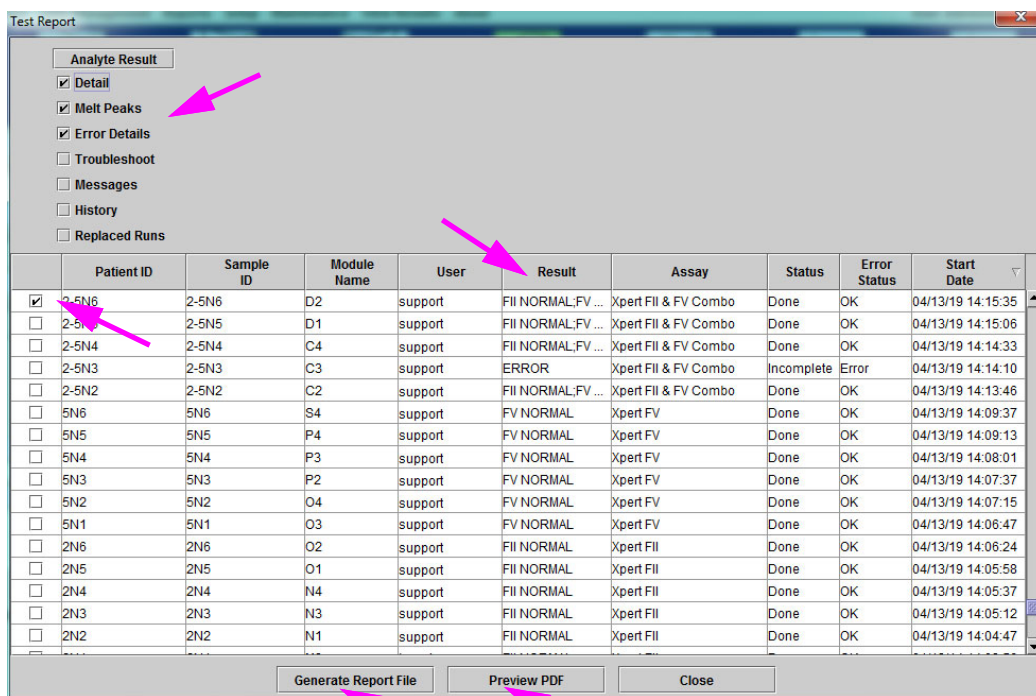 Test Report
Analyte Result
Detail
Melt Peaks
Error Details
Troubleshoot
Messages
History
Replaced Runs
Patient ID Sample ID Module Name User Result Assay Status Error Status Start Date
2-5N6 2-5N6 D2 support FII NORMAL;FV ... Xpert FII & FV Combo Done OK 04/13/19 14:15:35
2-5N5 D1 support FII NORMAL;FV ... Xpert FII & FV Combo Done OK 04/13/19 14:15:06
2-5N4 2-5N4 C4 support FII NORMAL;FV ... Xpert FII & FV Combo Done OK 04/13/19 14:14:33
2-5N3 2-5N3 C3 support ERROR Xpert FII & FV Combo Incomplete Error 04/13/19 14:14:10
2-5N2 2-5N2 C2 support FII NORMAL;FV ... Xpert FII & FV Combo Done OK 04/13/19 14:13:46
5N6 5N6 S4 support FV NORMAL Xpert FV Done OK 04/13/19 14:09:37
5N5 5N5 P4 support FV NORMAL Xpert FV Done OK 04/13/19 14:09:13
5N4 5N4 P3 support FV NORMAL Xpert FV Done OK 04/13/19 14:08:01
5N3 5N3 P2 support FV NORMAL Xpert FV Done OK 04/13/19 14:07:37
5N2 5N2 O4 support FV NORMAL Xpert FV Done OK 04/13/19 14:07:15
5N1 5N1 O3 support FV NORMAL Xpert FV Done OK 04/13/19 14:06:47
2N6 2N6 O2 support FII NORMAL Xpert FII Done OK 04/13/19 14:06:24
2N5 2N5 O1 support FII NORMAL Xpert FII Done OK 04/13/19 14:05:58
2N4 2N4 N4 support FII NORMAL Xpert FII Done OK 04/13/19 14:05:37
2N3 2N3 N3 support FII NORMAL Xpert FII Done OK 04/13/19 14:05:12
2N2 2N2 N1 support FII NORMAL Xpert FII Done OK 04/13/19 14:04:47
Generate Report File Preview PDF Close